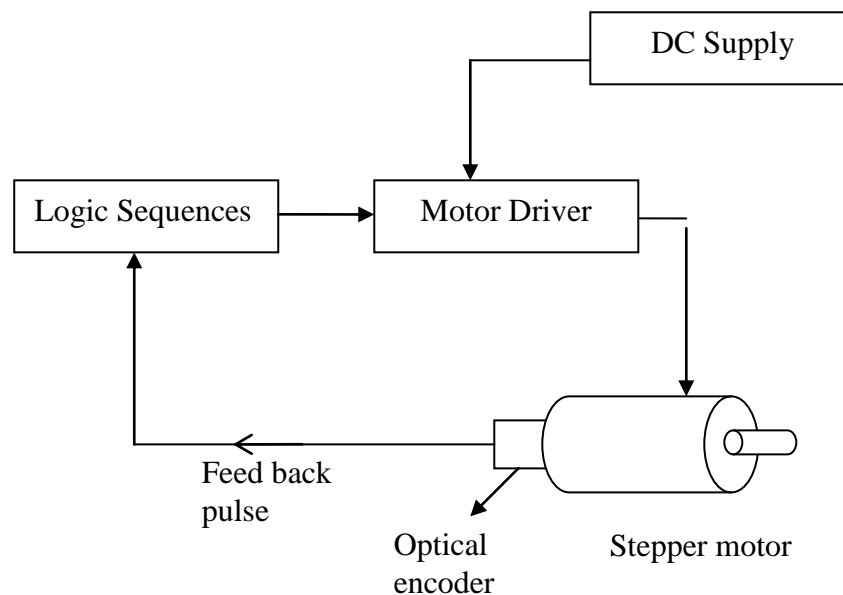 DC Supply
Logic Sequences
Motor Driver
Feed back
pulse
Optical
encoder
Stepper motor